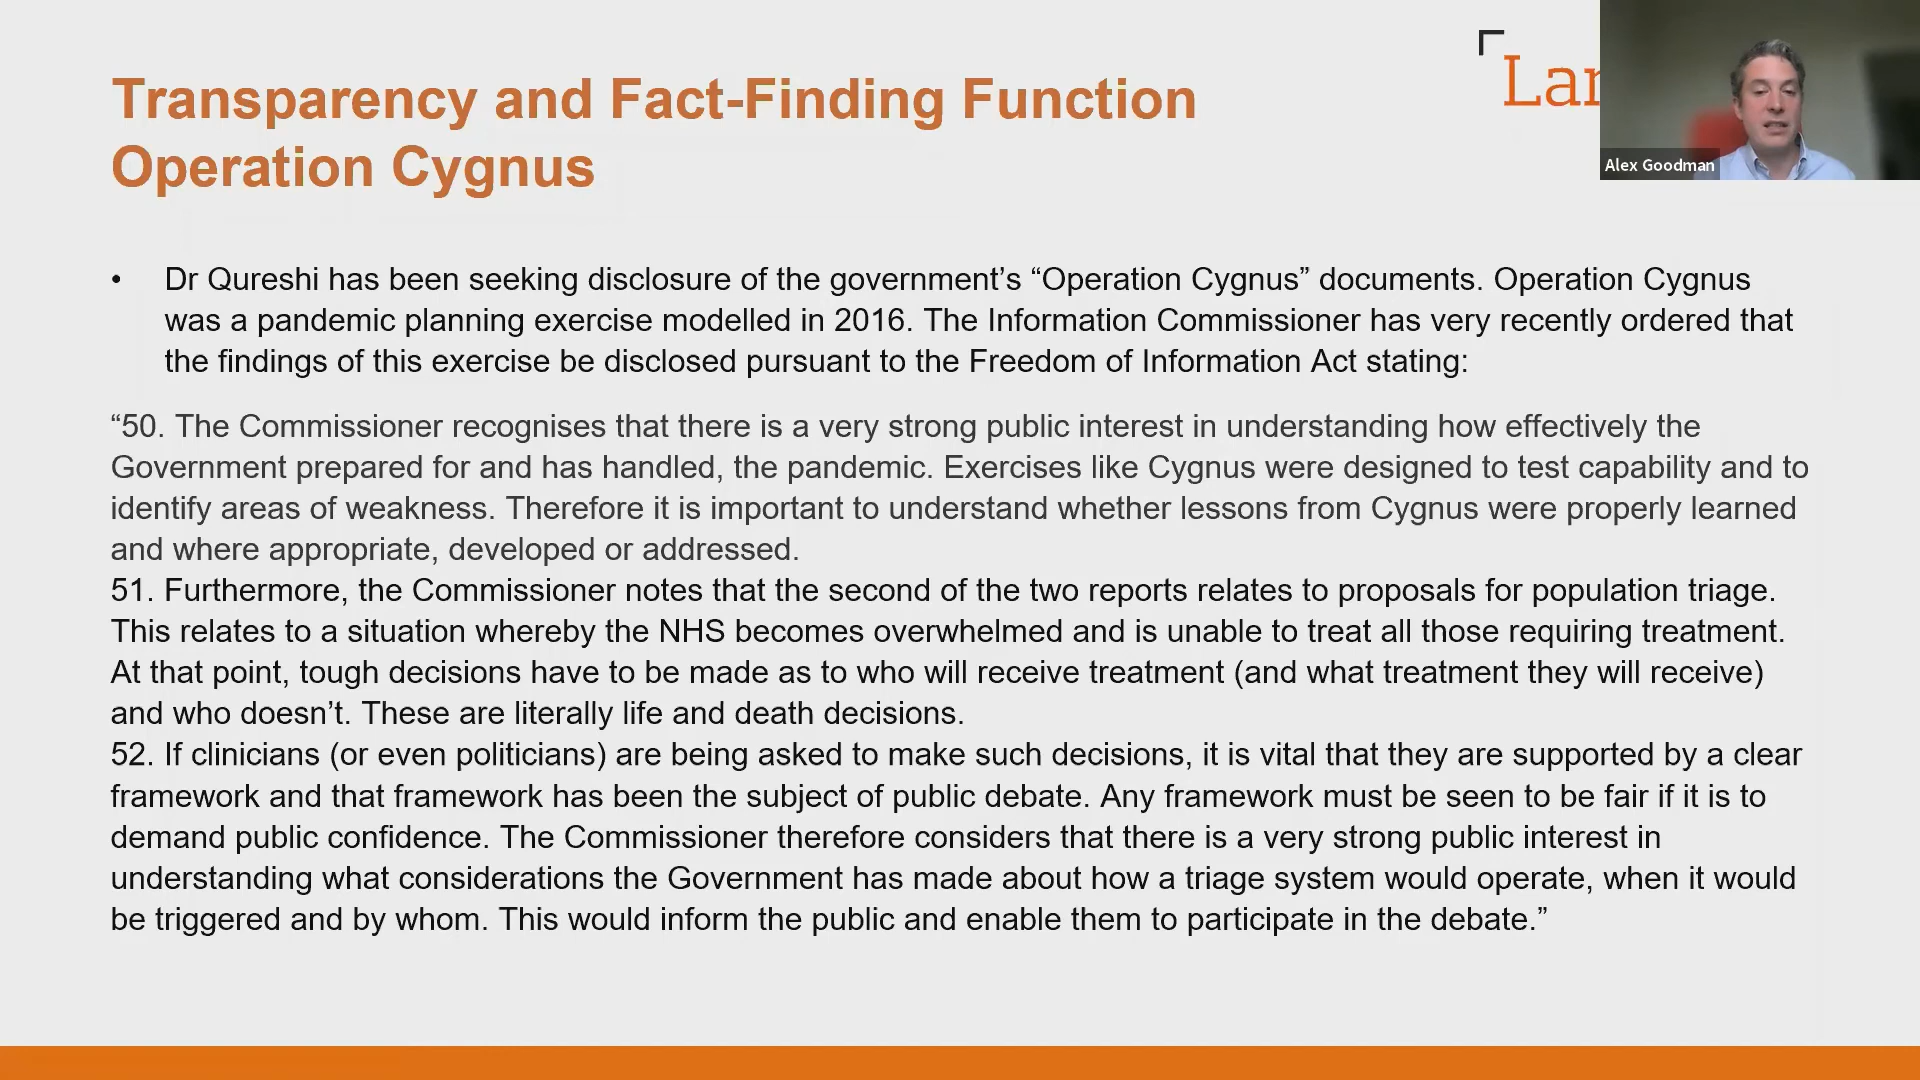 Transparency and Fact-Finding Function
Operation Cygnus
Lar
Alex Goodman
• Dr Qureshi has been seeking disclosure of the government’s “Operation Cygnus” documents. Operation Cygnus
was a pandemic planning exercise modelled in 2016. The Information Commissioner has very recently ordered that
the findings of this exercise be disclosed pursuant to the Freedom of Information Act stating:
“50. The Commissioner recognises that there is a very strong public interest in understanding how effectively the
Government prepared for and has handled, the pandemic. Exercises like Cygnus were designed to test capability and to
identify areas of weakness. Therefore it is important to understand whether lessons from Cygnus were properly learned
and where appropriate, developed or addressed.
51. Furthermore, the Commissioner notes that the second of the two reports relates to proposals for population triage.
This relates to a situation whereby the NHS becomes overwhelmed and is unable to treat all those requiring treatment.
At that point, tough decisions have to be made as to who will receive treatment (and what treatment they will receive)
and who doesn’t. These are literally life and death decisions.
52. If clinicians (or even politicians) are being asked to make such decisions, it is vital that they are supported by a clear
framework and that framework has been the subject of public debate. Any framework must be seen to be fair if it is to
demand public confidence. The Commissioner therefore considers that there is a very strong public interest in
understanding what considerations the Government has made about how a triage system would operate, when it would
be triggered and by whom. This would inform the public and enable them to participate in the debate.”